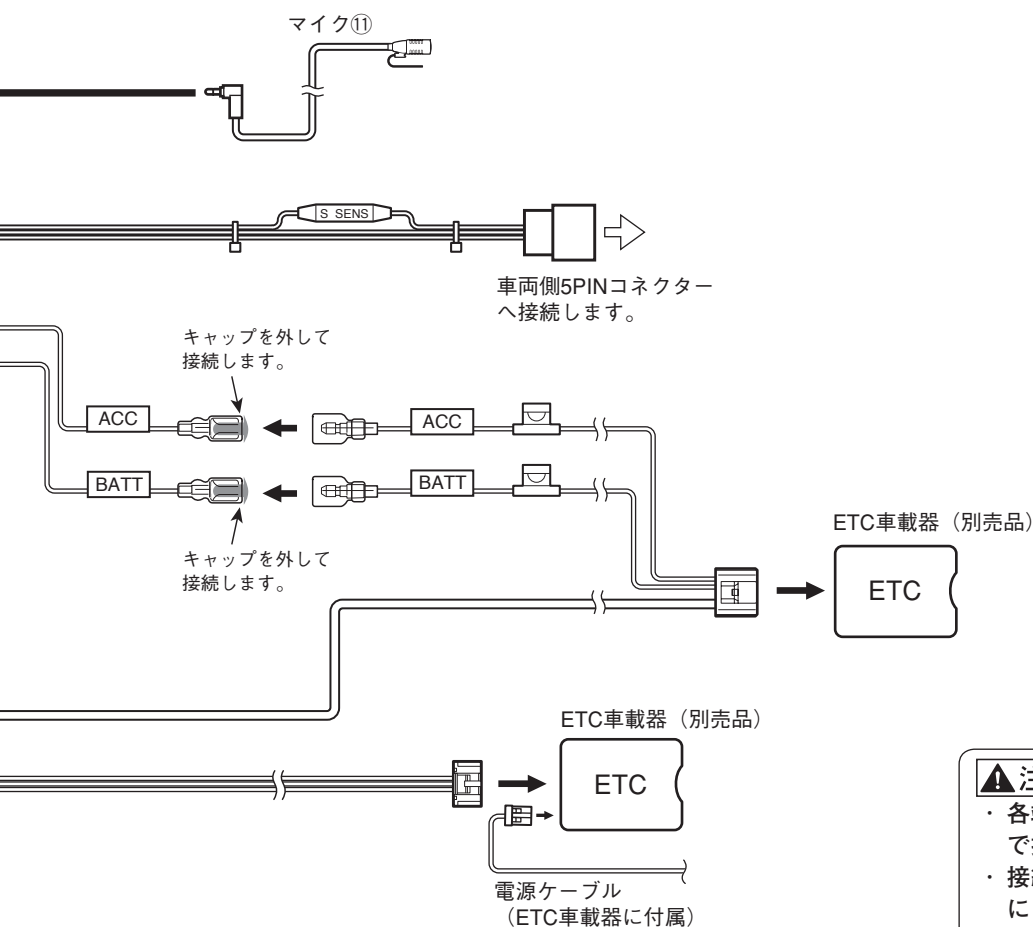 マイク⑪
S SENS
車両側5PINコネクター
へ接続します。
キャップを外して
接続します。
ACC
ACC
BATT
BATT
キャップを外して
接続します。
ETC車載器（別売品）
ETC
ETC車載器（別売品）
ETC
電源ケーブル
（ETC車載器に付属）
・各
で
・接
に